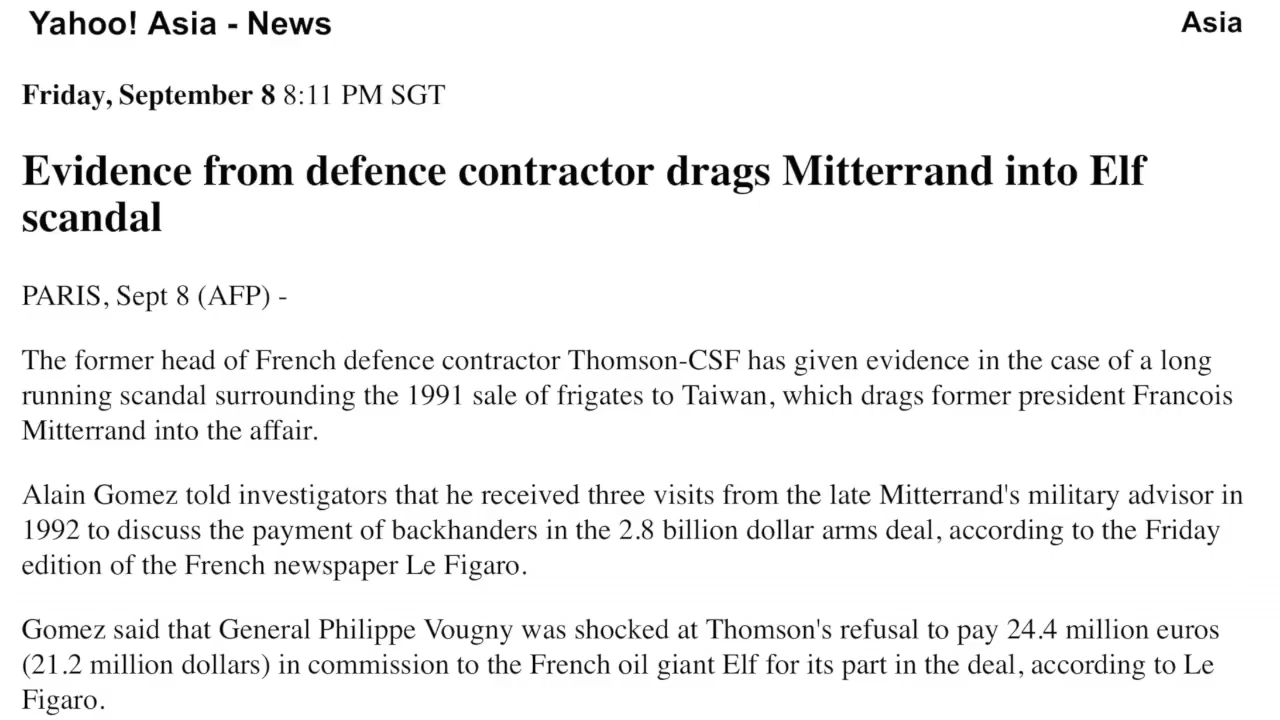 Yahoo! Asia - News
Asia
Friday, September 8 8:11 PM SGT
Evidence from defence contractor drags Mitterrand into Elf
scandal
PARIS, Sept 8 (AFP) -
The former head of French defence contractor Thomson-CSF has given evidence in the case of a long
running scandal surrounding the 1991 sale of frigates to Taiwan, which drags former president Francois
Mitterrand into the affair.
Alain Gomez told investigators that he received three visits from the late Mitterrand's military advisor in
1992 to discuss the payment of backhanders in the 2.8 billion dollar arms deal, according to the Friday
edition of the French newspaper Le Figaro.
Gomez said that General Philippe Vougny was shocked at Thomson's refusal to pay 24.4 million euros
(21.2 million dollars) in commission to the French oil giant Elf for its part in the deal, according to Le
Figaro.